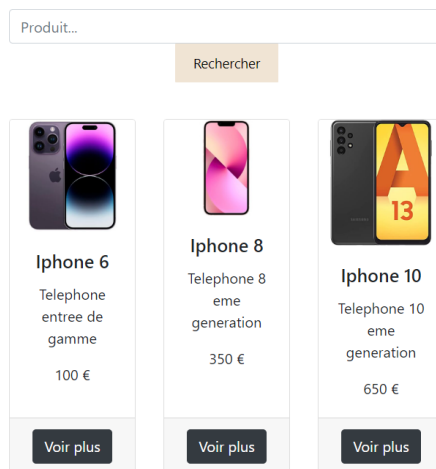 Produit...
Rechercher
A
13
Iphone 6
Telephone
entree de
gamme
100 €
Voir plus
Iphone 8
Telephone 8
eme
generation
350 €
Voir plus
Iphone 10
Telephone 10
eme
generation
650 €
Voir plus